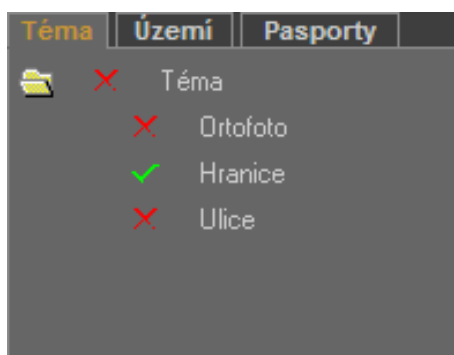 Téma Území Pasporty
Téma
Ortofoto
Hranice
Ulice